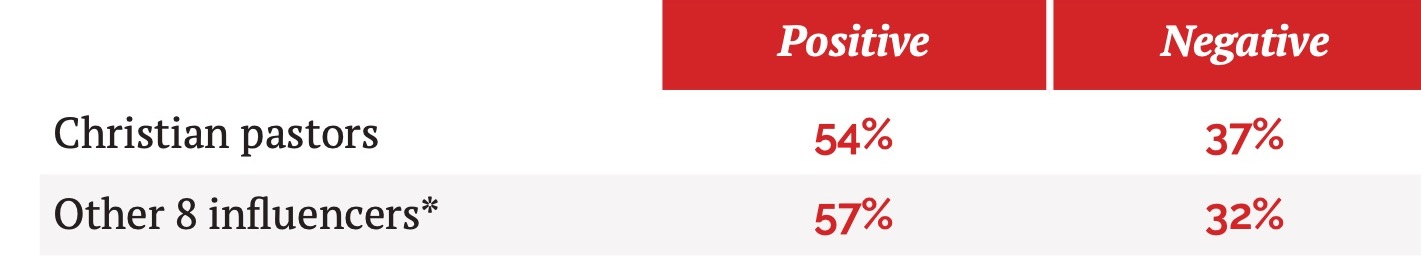 Positive Negative
Christian pastors 54% 37%
Other 8 influencers* 57% 32%